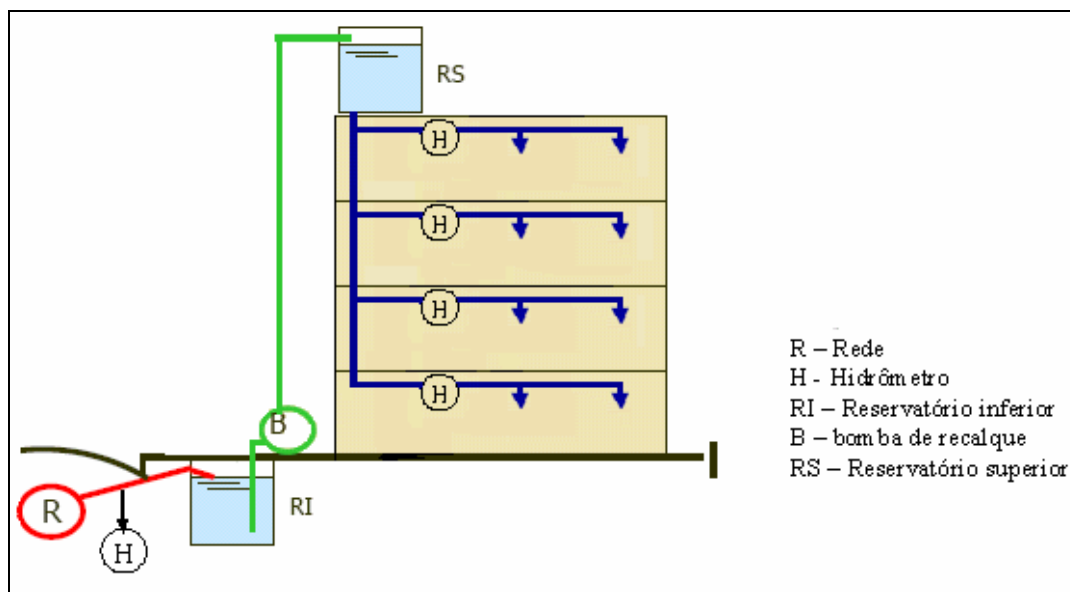 RS
H
H
H
H
B
R
H
RI
R – Rede
H - Hidrômetro
RI – Reservatório inferior
B – bomba de recalque
RS – Reservatório superior